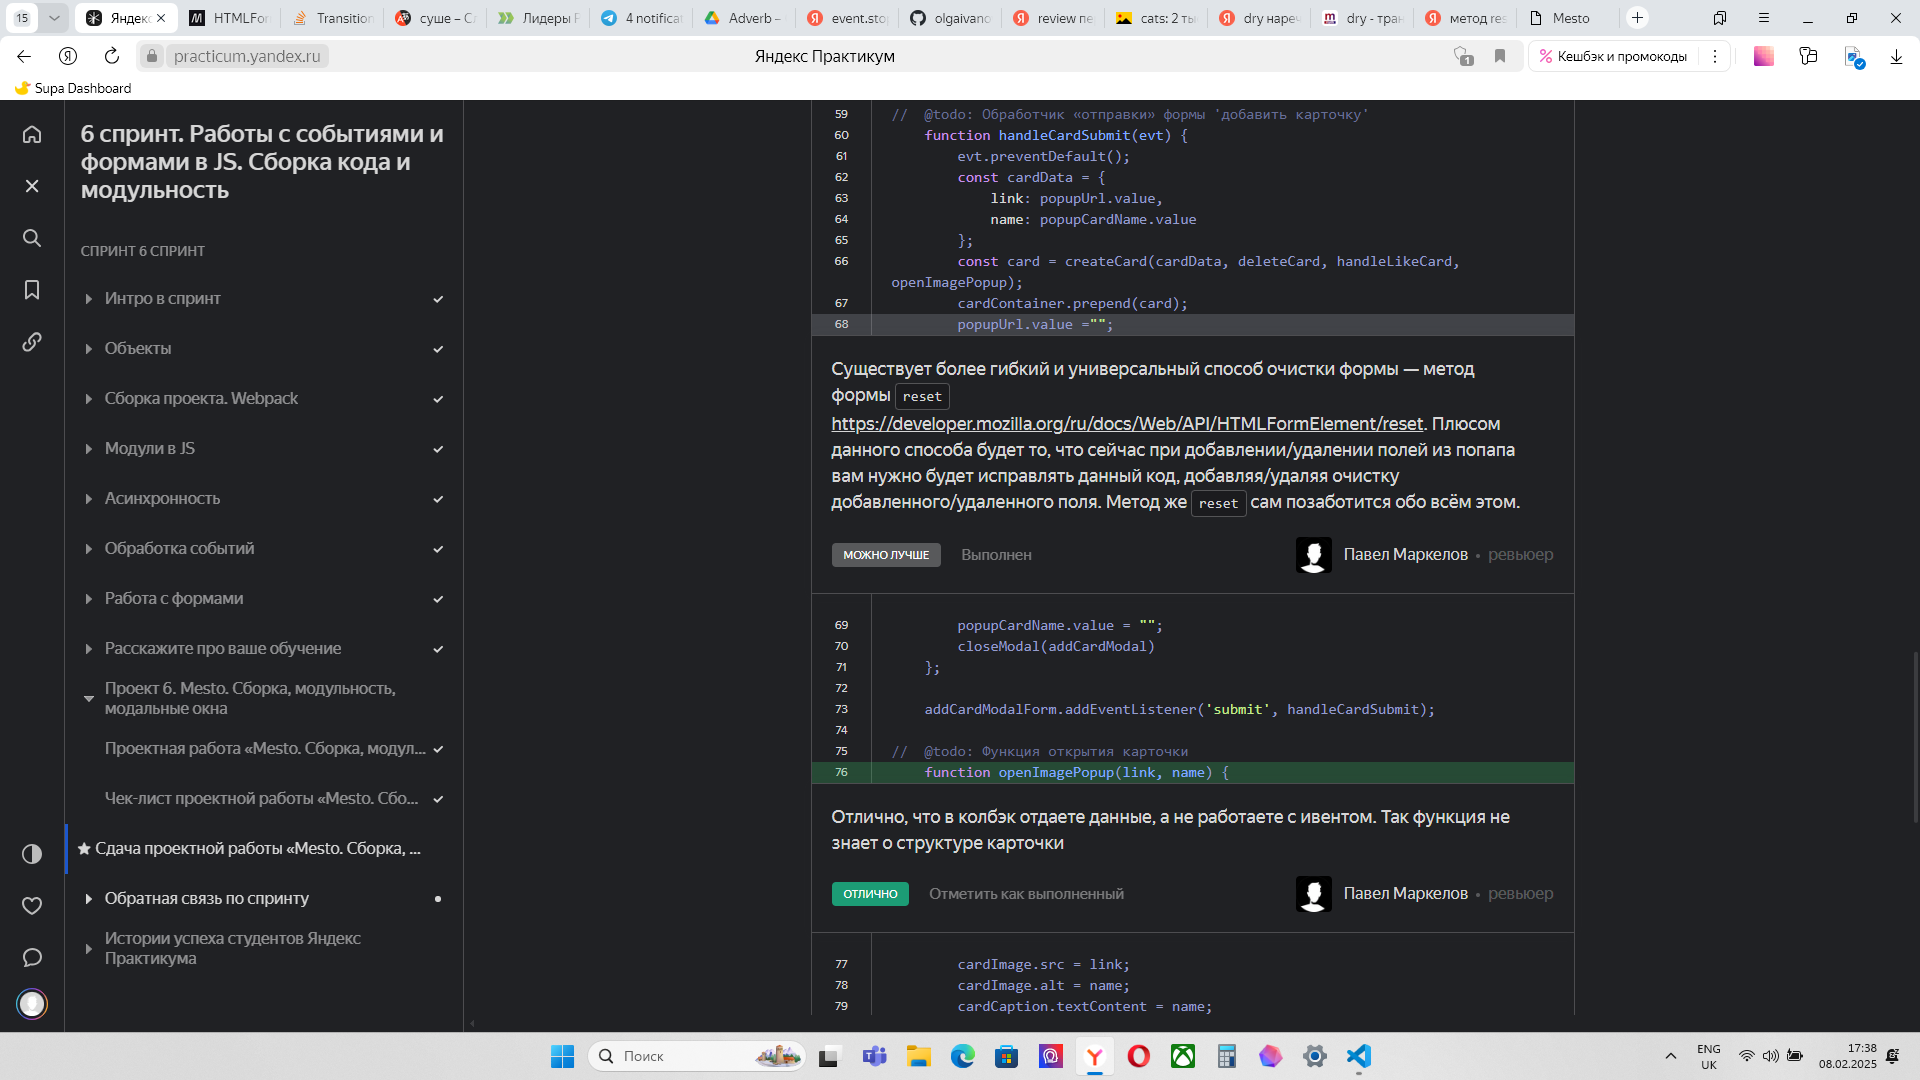 15
Яндекс
HTMLFor
Transition
суше – Сл
Лидеры Р
4 notificat
Adverb –
event.stop
olgaivano
review пе
cats: 2 ты
dry нареч
dry - тран
метод res
Mesto
practicum.yandex.ru
Яндекс Практикум
1
Кешбэк и промокоды
Supa Dashboard
6 спринт. Работы с событиями и
формами в JS. Сборка кода и
модульность
СПРИНТ 6 СПРИНТ
Интро в спринт
Объекты
Сборка проекта. Webpack
Модули в JS
Асинхронность
Обработка событий
Работа с формами
Расскажите про ваше обучение
Проект 6. Mesto. Сборка, модульность,
модальные окна
Проектная работа «Mesto. Сборка, модул...
Чек-лист проектной работы «Mesto. Сбо...
Сдача проектной работы «Mesto. Сборка, ...
Обратная связь по спринту
Истории успеха студентов Яндекс
Практикума
59 // @todo: Обработчик «отправки» формы 'добавить карточку'
60 function handleCardSubmit(evt) {
61 evt.preventDefault();
62 const cardData = {
63 link: popupUrl.value,
64 name: popupCardName.value
65 };
66 const card = createCard(cardData, deleteCard, handleLikeCard,
openImagePopup);
67 cardContainer.prepend(card);
68 popupUrl.value ="";
Существует более гибкий и универсальный способ очистки формы — метод
формы reset
https://developer.mozilla.org/ru/docs/Web/API/HTMLFormElement/reset. Плюсом
данного способа будет то, что сейчас при добавлении/удалении полей из попапа
вам нужно будет исправлять данный код, добавляя/удаляя очистку
добавленного/удаленного поля. Метод же reset сам позаботится обо всём этом.
МОЖНО ЛУЧШЕ Выполнен Павел Маркелов • ревьюер
69 popupCardName.value = "";
70 closeModal(addCardModal)
71 };
72
73 addCardModalForm.addEventListener('submit', handleCardSubmit);
74
75 // @todo: Функция открытия карточки
76 function openImagePopup(link, name) {
Отлично, что в колбэк отдаете данные, а не работаете с ивентом. Так функция не
знает о структуре карточки
ОТЛИЧНО Отметить как выполненный Павел Маркелов • ревьюер
77 cardImage.src = link;
78 cardImage.alt = name;
79 cardCaption.textContent = name;
Поиск
ENG
UK
17:38
08.02.2025